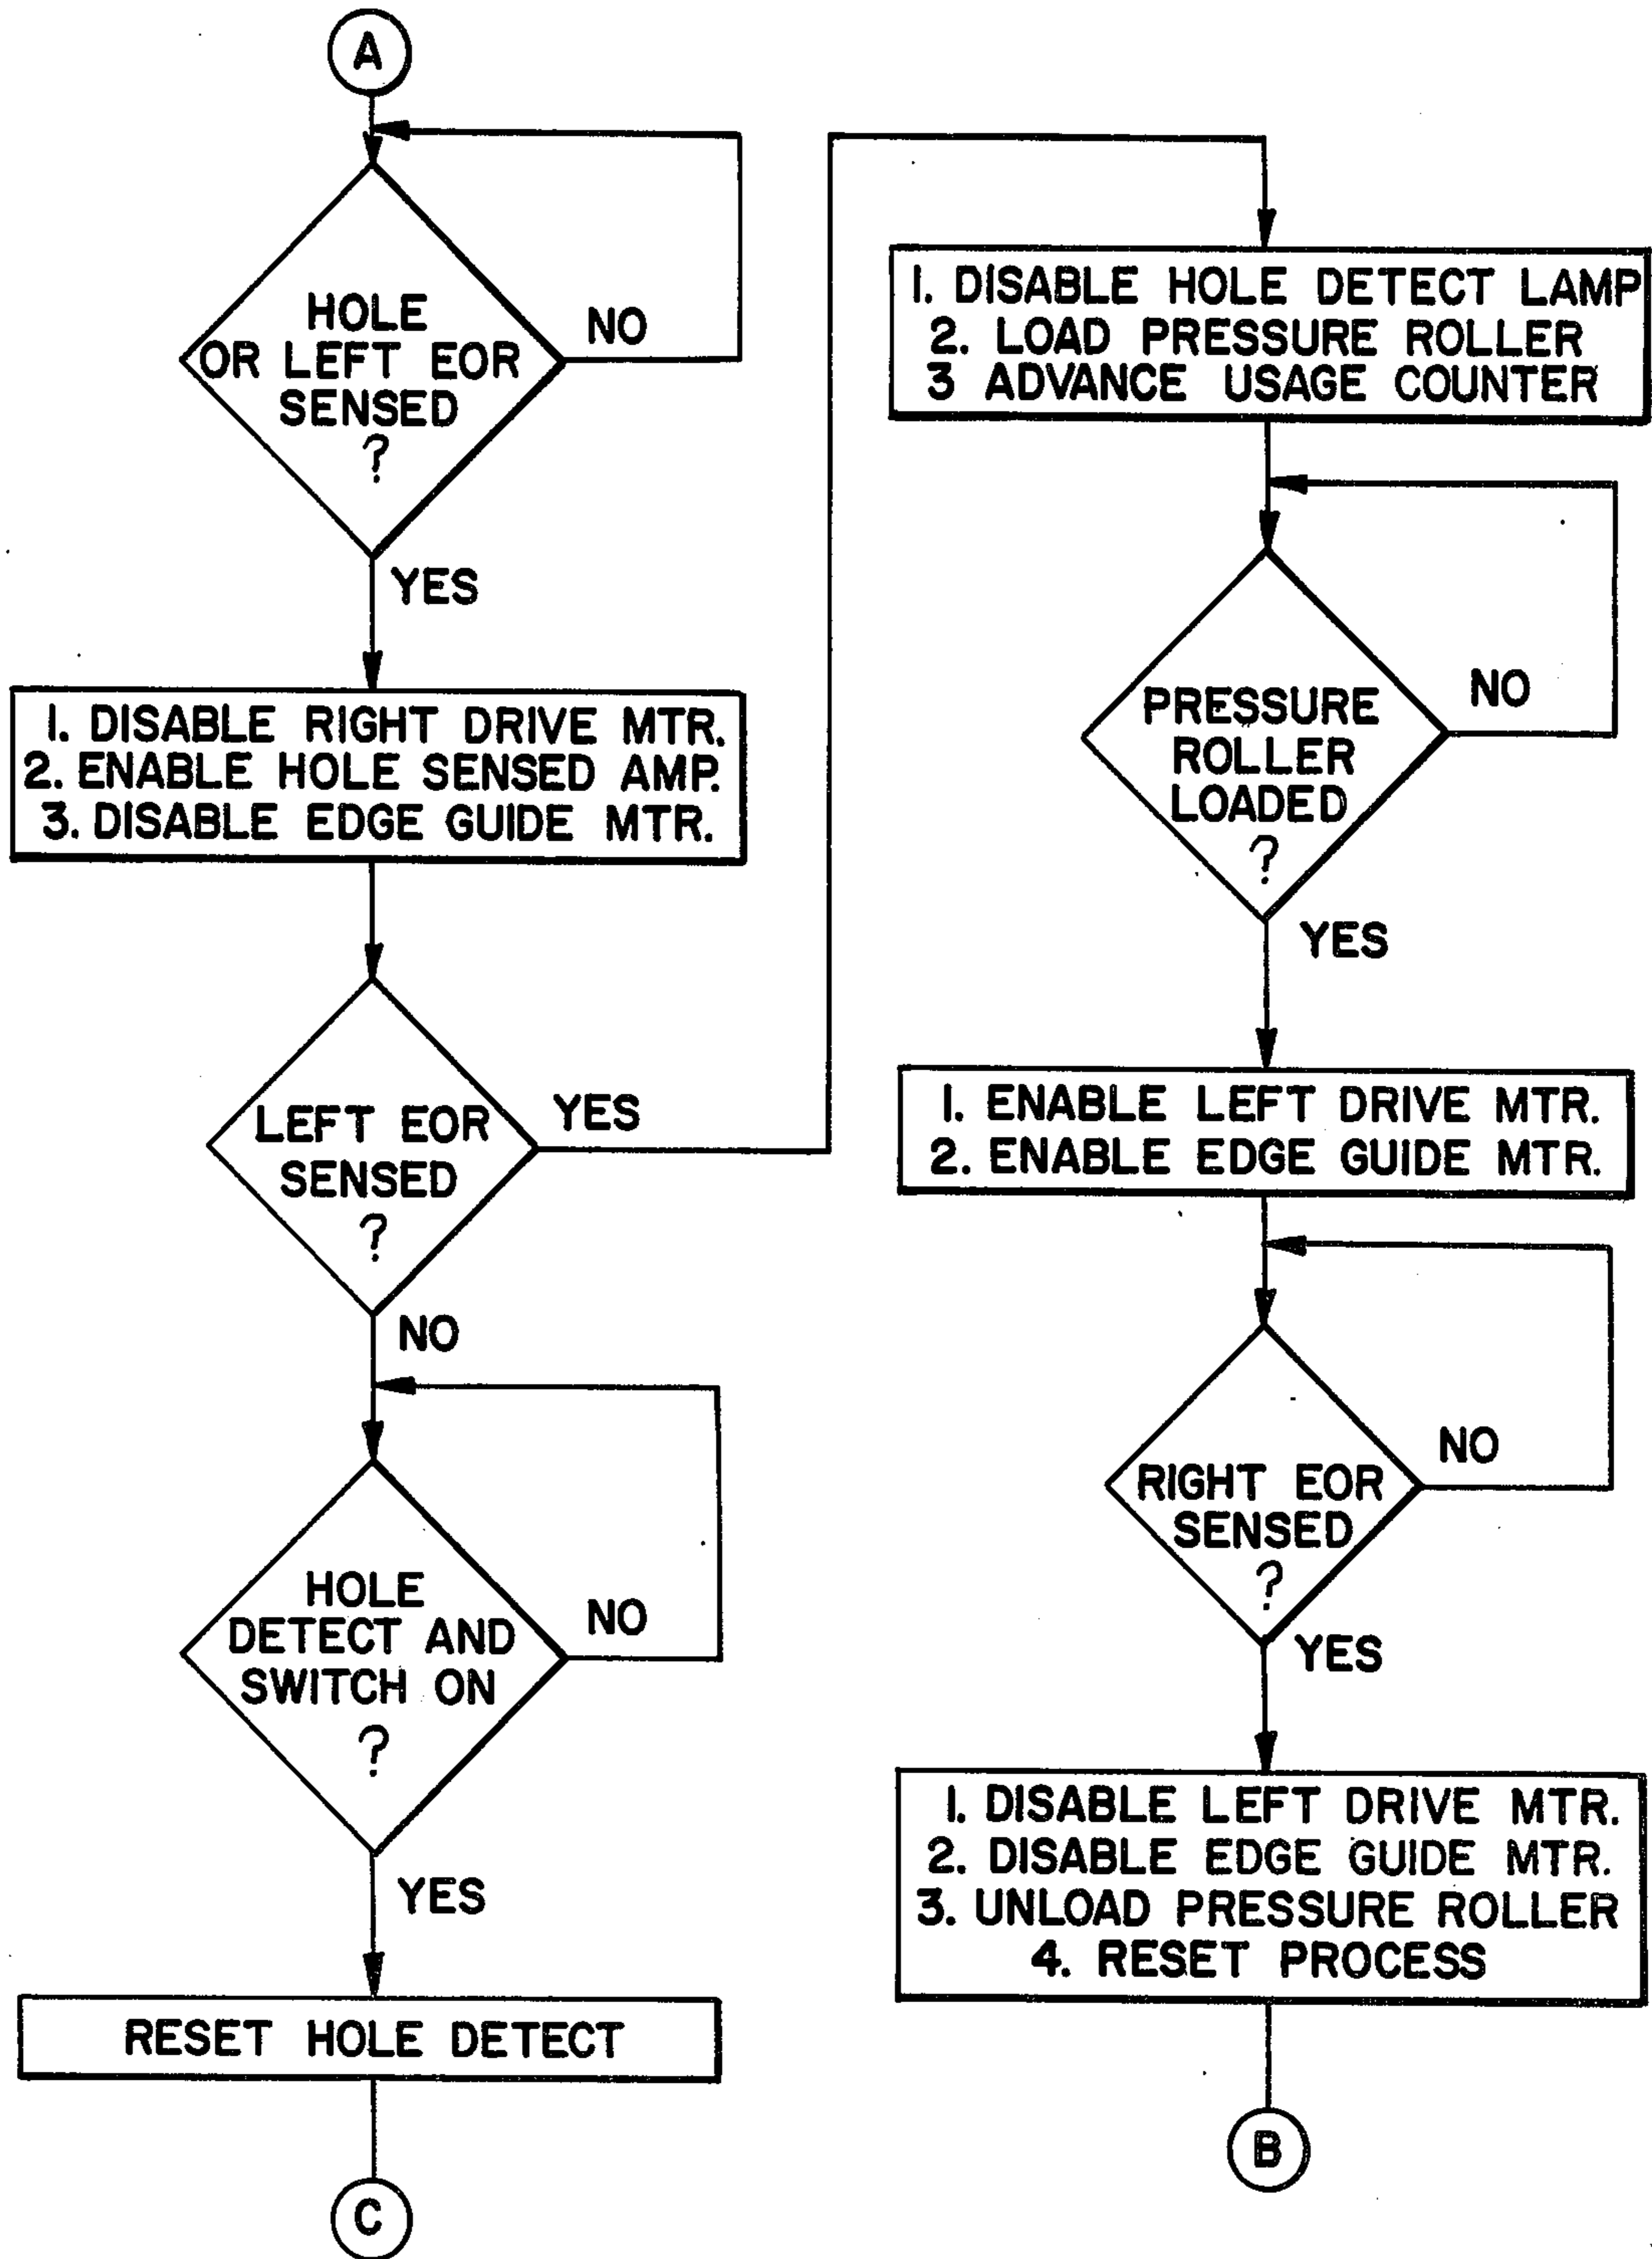 A
HOLE
OR LEFT EOR
SENSED
?
NO
YES
1. DISABLE RIGHT DRIVE MTR.
2. ENABLE HOLE SENSED AMP.
3. DISABLE EDGE GUIDE MTR.
LEFT EOR
SENSED
?
YES
NO
HOLE
DETECT AND
SWITCH ON
?
NO
YES
RESET HOLE DETECT
C
1. DISABLE HOLE DETECT LAMP
2. LOAD PRESSURE ROLLER
3 ADVANCE USAGE COUNTER
PRESSURE
ROLLER
LOADED
?
NO
YES
1. ENABLE LEFT DRIVE MTR.
2. ENABLE EDGE GUIDE MTR.
RIGHT EOR
SENSED
?
NO
YES
1. DISABLE LEFT DRIVE MTR.
2. DISABLE EDGE GUIDE MTR.
3. UNLOAD PRESSURE ROLLER
4. RESET PROCESS
B